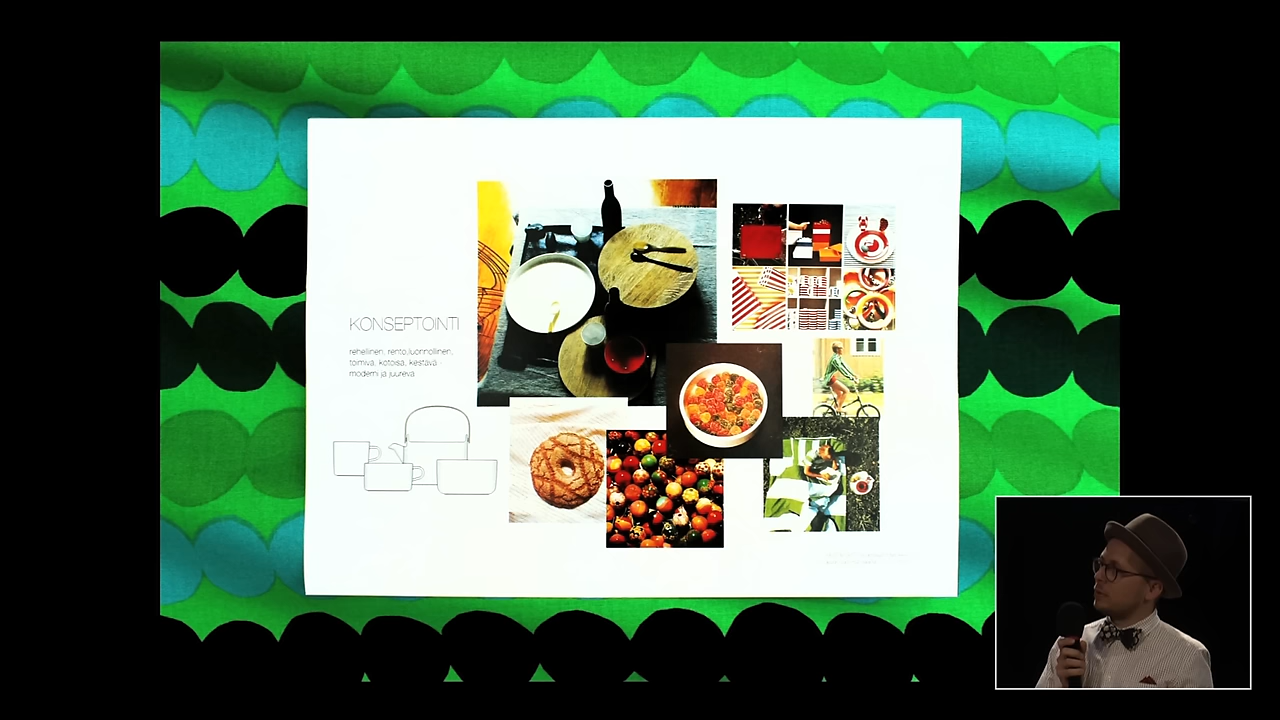 KONSEPTOINTI
rehellinen, rento,luonnollinen,
toimiva, kotoisa, kestävä -
moderni ja juureva